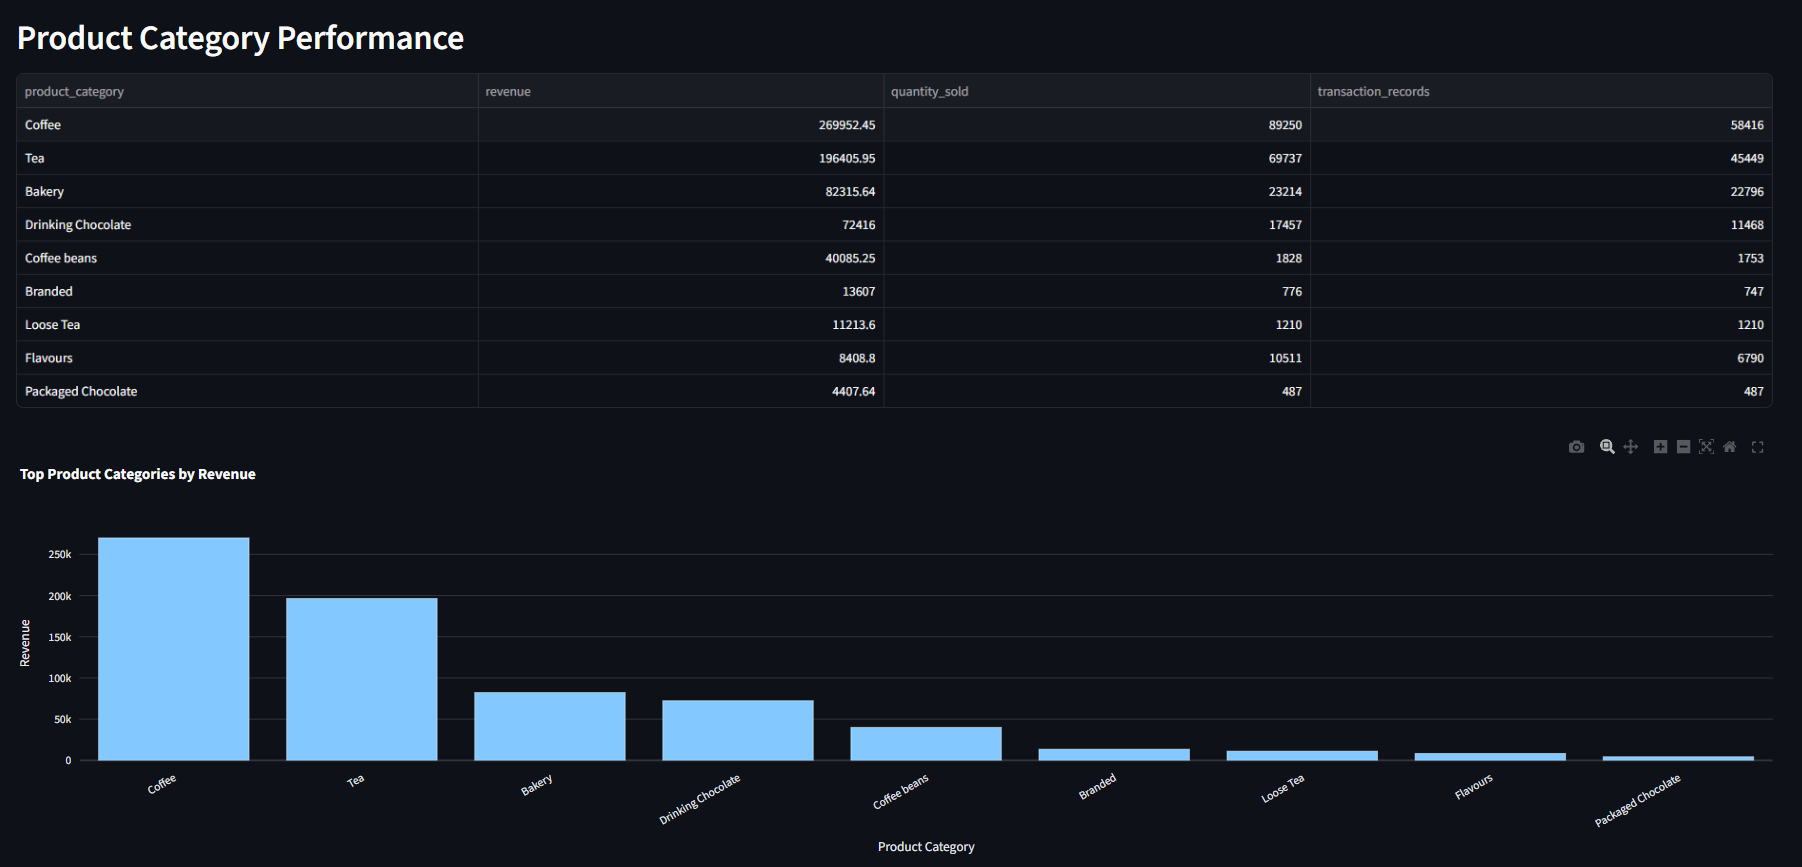 Product Category Performance
product_category revenue quantity_sold transaction_records
Coffee 269952.45 89250 58416
Tea 196405.95 69737 45449
Bakery 82315.64 23214 22796
Drinking Chocolate 72416 17457 11468
Coffee beans 40085.25 1828 1753
Branded 13607 776 747
Loose Tea 11213.6 1210 1210
Flavours 8408.8 10511 6790
Packaged Chocolate 4407.64 487 487
Top Product Categories by Revenue
Revenue
250k
200k
150k
100k
50k
0
Coffee Tea Bakery Drinking Chocolate Coffee beans Branded Loose Tea Flavours Packaged Chocolate
Product Category